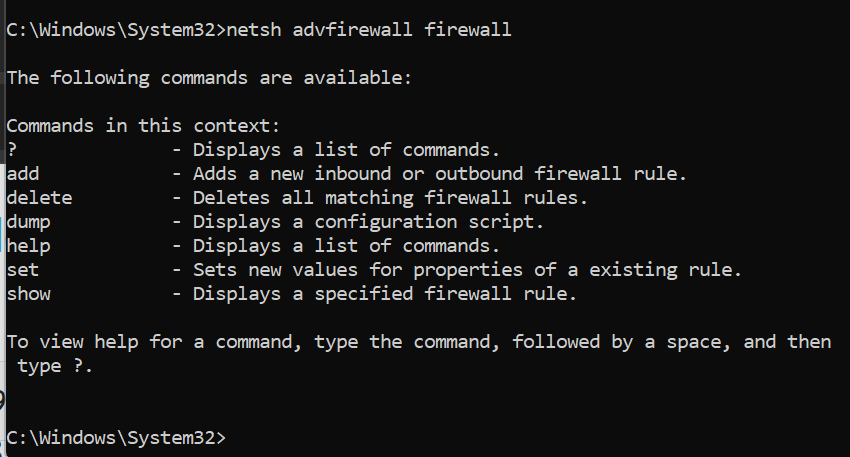 C:\Windows\System32>netsh advfirewall firewall
The following commands are available:
Commands in this context:
?              - Displays a list of commands.
add            - Adds a new inbound or outbound firewall rule.
delete         - Deletes all matching firewall rules.
dump           - Displays a configuration script.
help           - Displays a list of commands.
set            - Sets new values for properties of a existing rule.
show           - Displays a specified firewall rule.
To view help for a command, type the command, followed by a space, and then
 type ?.
C:\Windows\System32>